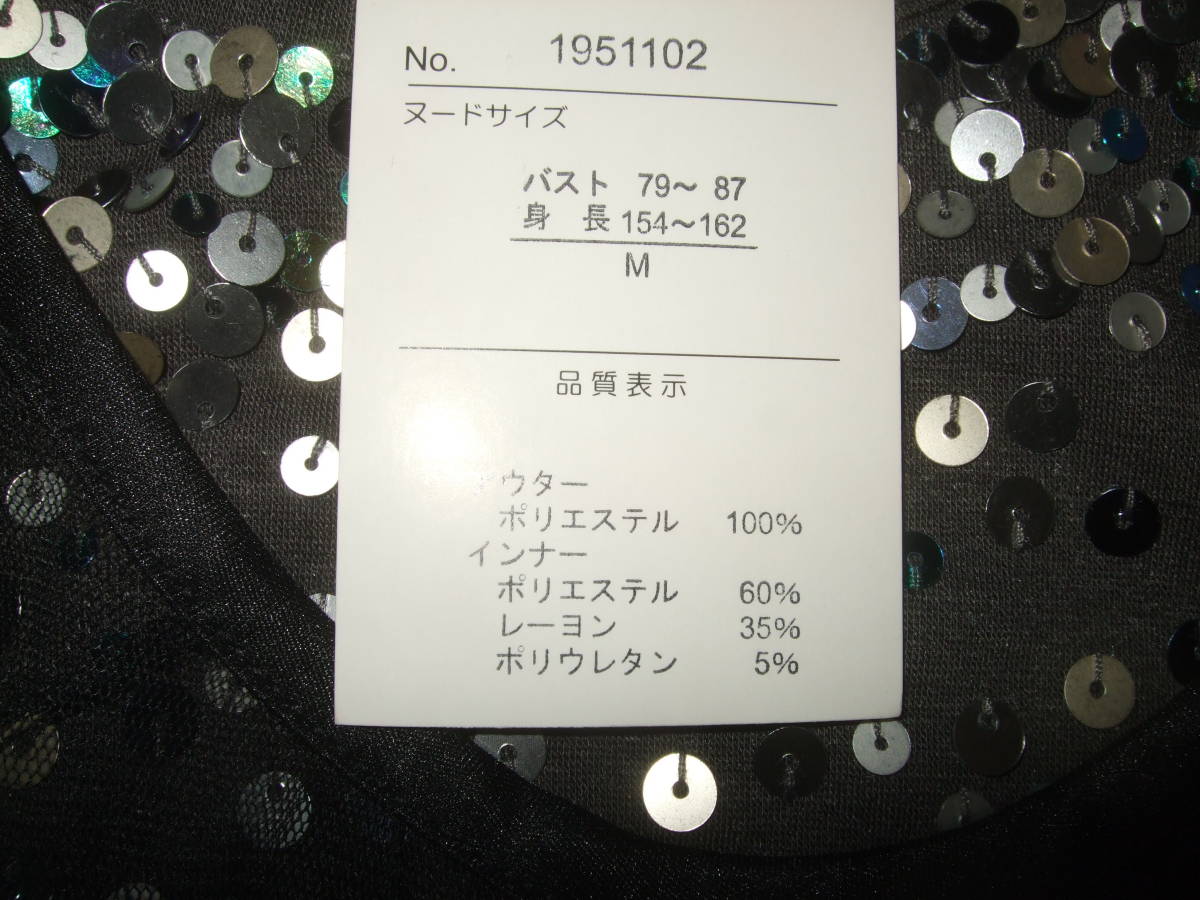 No. 1951102
ヌードサイズ
バスト 79～ 87
身 長 154～162
M
品質表示
ウター
ポリエステル 100%
インナー
ポリエステル 60%
レーヨン 35%
ポリウレタン 5%